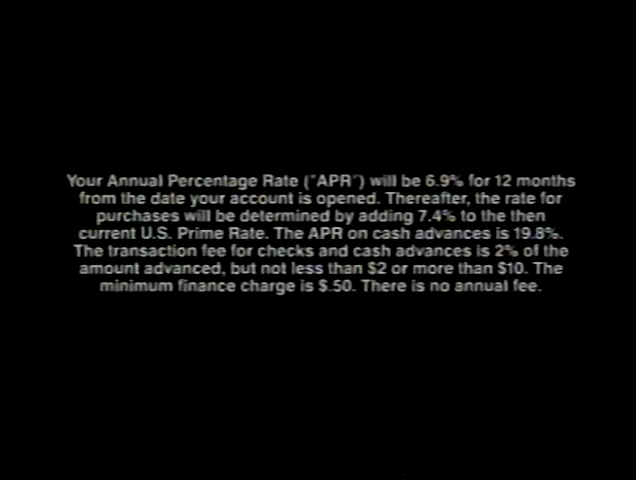 Your Annual Percentage Rate ("APR") will be 6.9% for 12 months
from the date your account is opened. Thereafter, the rate for
purchases will be determined by adding 7.4% to the then
current U.S. Prime Rate. The APR on cash advances is 19.8%.
The transaction fee for checks and cash advances is 2% of the
amount advanced, but not less than $2 or more than $10. The
minimum finance charge is $.50. There is no annual fee.